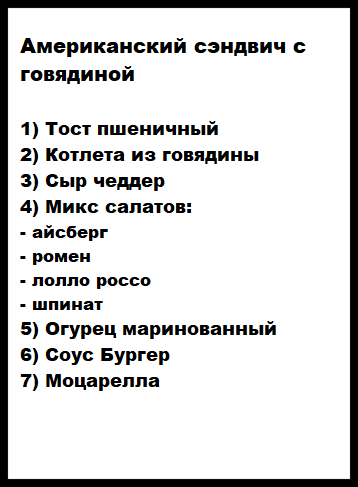 Американский сэндвич с
говядиной
1) Тост пшеничный
2) Котлета из говядины
3) Сыр чеддер
4) Микс салатов:
- айсберг
- ромен
- лолло россо
- шпинат
5) Огурец маринованный
6) Соус Бургер
7) Моцарелла